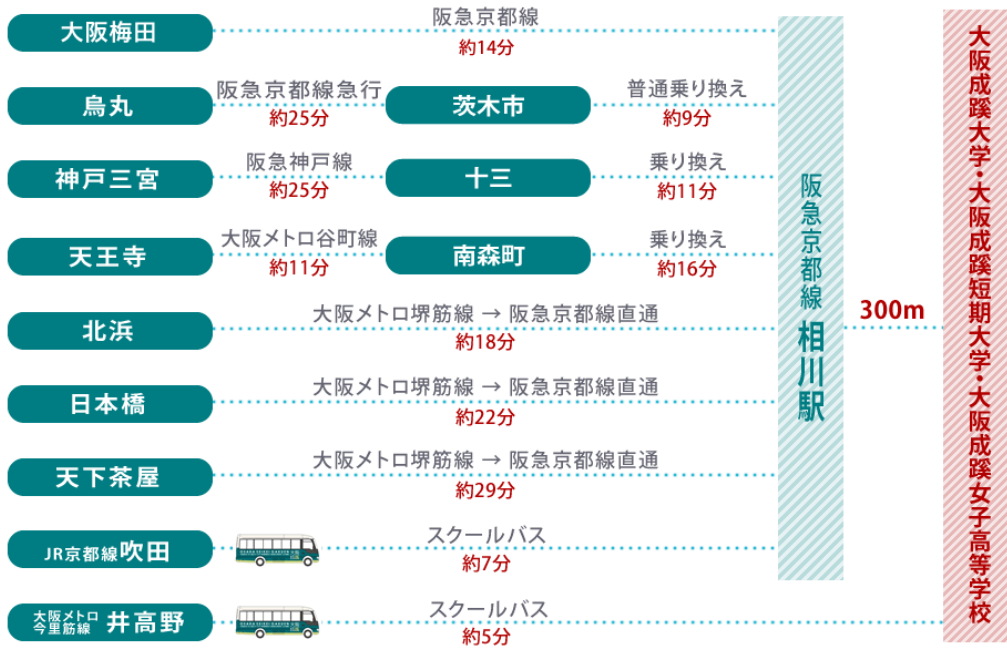 大阪梅田
阪急京都線
約14分
烏丸
阪急京都線急行
約25分
茨木市
普通乗り換え
約9分
神戸三宮
阪急神戸線
約25分
十三
乗り換え
約11分
天王寺
大阪メトロ谷町線
約11分
南森町
乗り換え
約16分
北浜
大阪メトロ堺筋線 → 阪急京都線直通
約18分
日本橋
大阪メトロ堺筋線 → 阪急京都線直通
約22分
天下茶屋
大阪メトロ堺筋線 → 阪急京都線直通
約29分
JR京都線吹田
スクールバス
約7分
大阪メトロ
今里筋線
井高野
スクールバス
約5分
阪急京都線 相川駅
300m
大阪成蹊大学・大阪成蹊短期大学・大阪成蹊女子高等学校